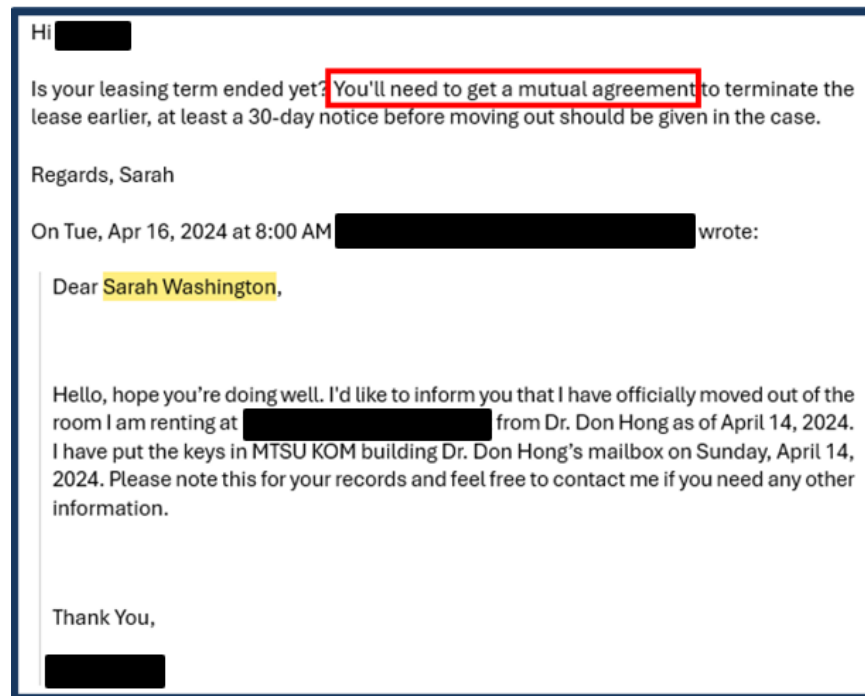 Hi
Is your leasing term ended yet? You'll need to get a mutual agreement to terminate the
lease earlier, at least a 30-day notice before moving out should be given in the case.
Regards, Sarah
On Tue, Apr 16, 2024 at 8:00 AM wrote:
Dear Sarah Washington,
Hello, hope you’re doing well. I'd like to inform you that I have officially moved out of the
room I am renting at from Dr. Don Hong as of April 14, 2024.
I have put the keys in MTSU KOM building Dr. Don Hong’s mailbox on Sunday, April 14,
2024. Please note this for your records and feel free to contact me if you need any other
information.
Thank You,